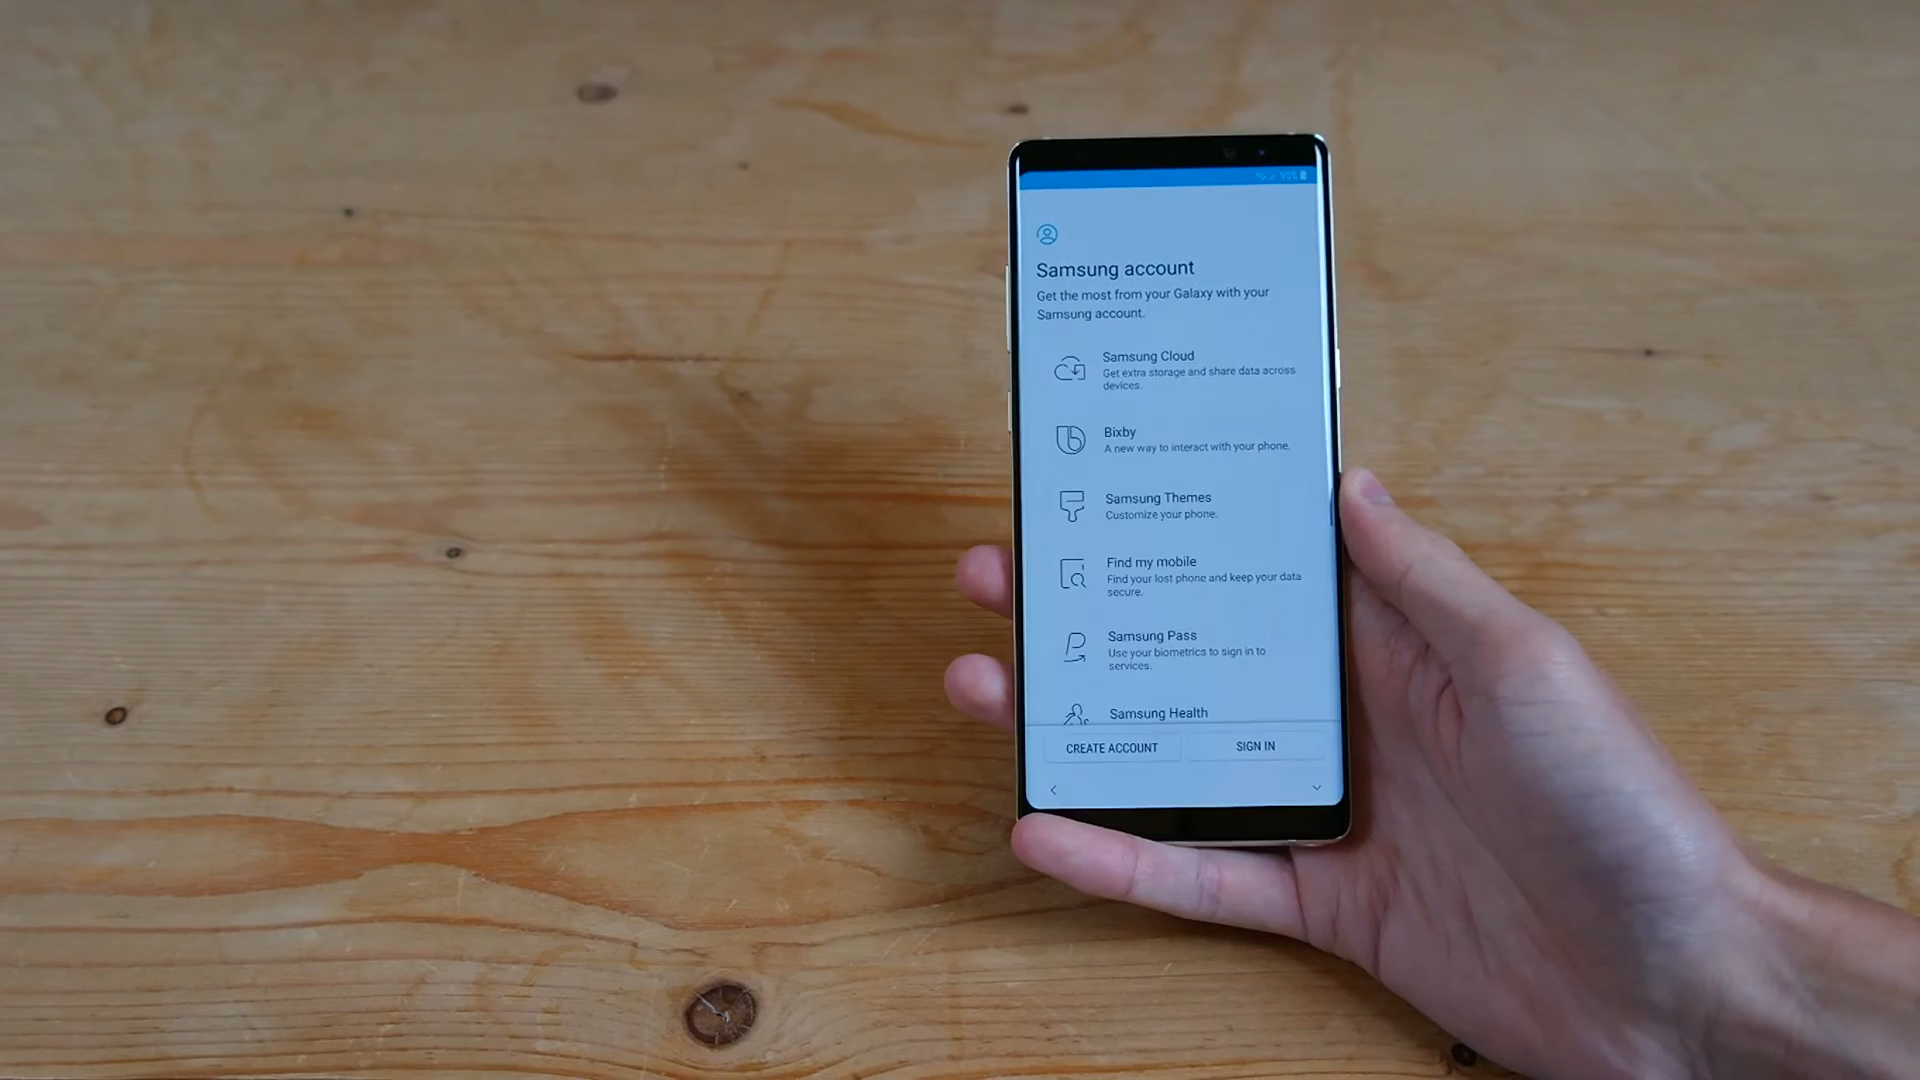 95%
Samsung account
Get the most from your Galaxy with your
Samsung account.
Samsung Cloud
Get extra storage and share data across
devices.
Bixby
A new way to interact with your phone.
Samsung Themes
Customize your phone.
Find my mobile
Find your lost phone and keep your data
secure.
Samsung Pass
Use your biometrics to sign in to
services.
Samsung Health
CREATE ACCOUNT
SIGN IN